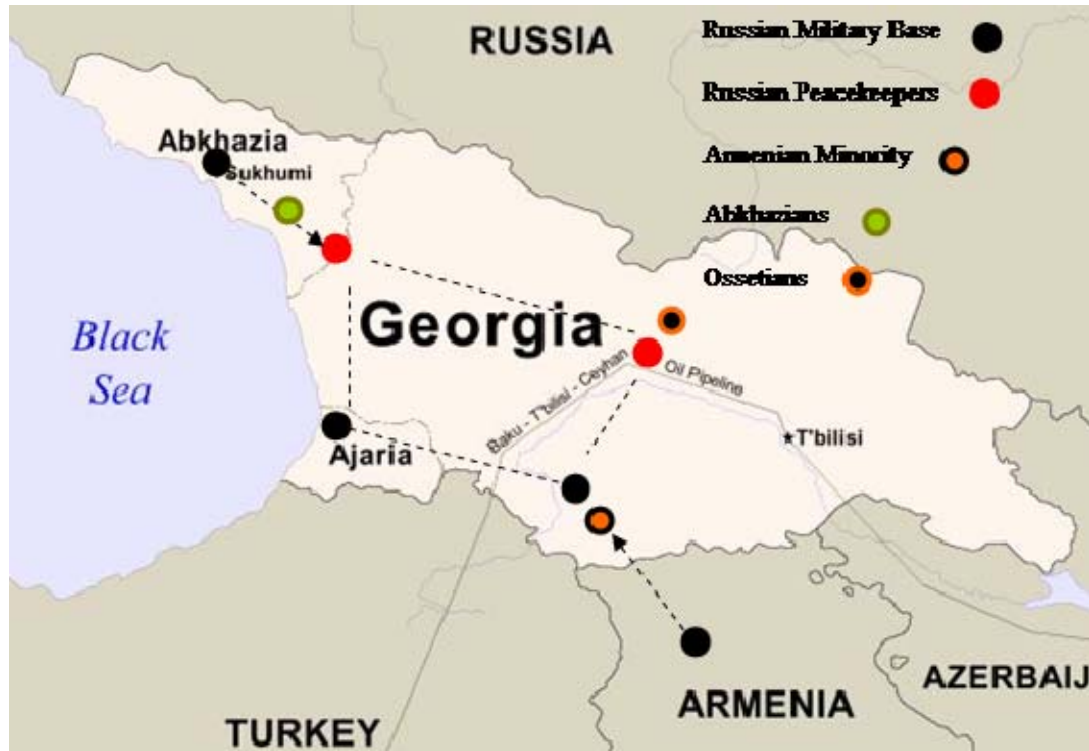 RUSSIA
Russian Military Base
Russian Peacekeepers
Armenian Minority
Abkhazians
Ossetians
Abkhazia
Sukhumi
Georgia
Black
Sea
Baku - T'bilisi - Ceyhan
Oil Pipeline
T'bilisi
Ajaria
ARMENIA
AZERBAIJ
TURKEY